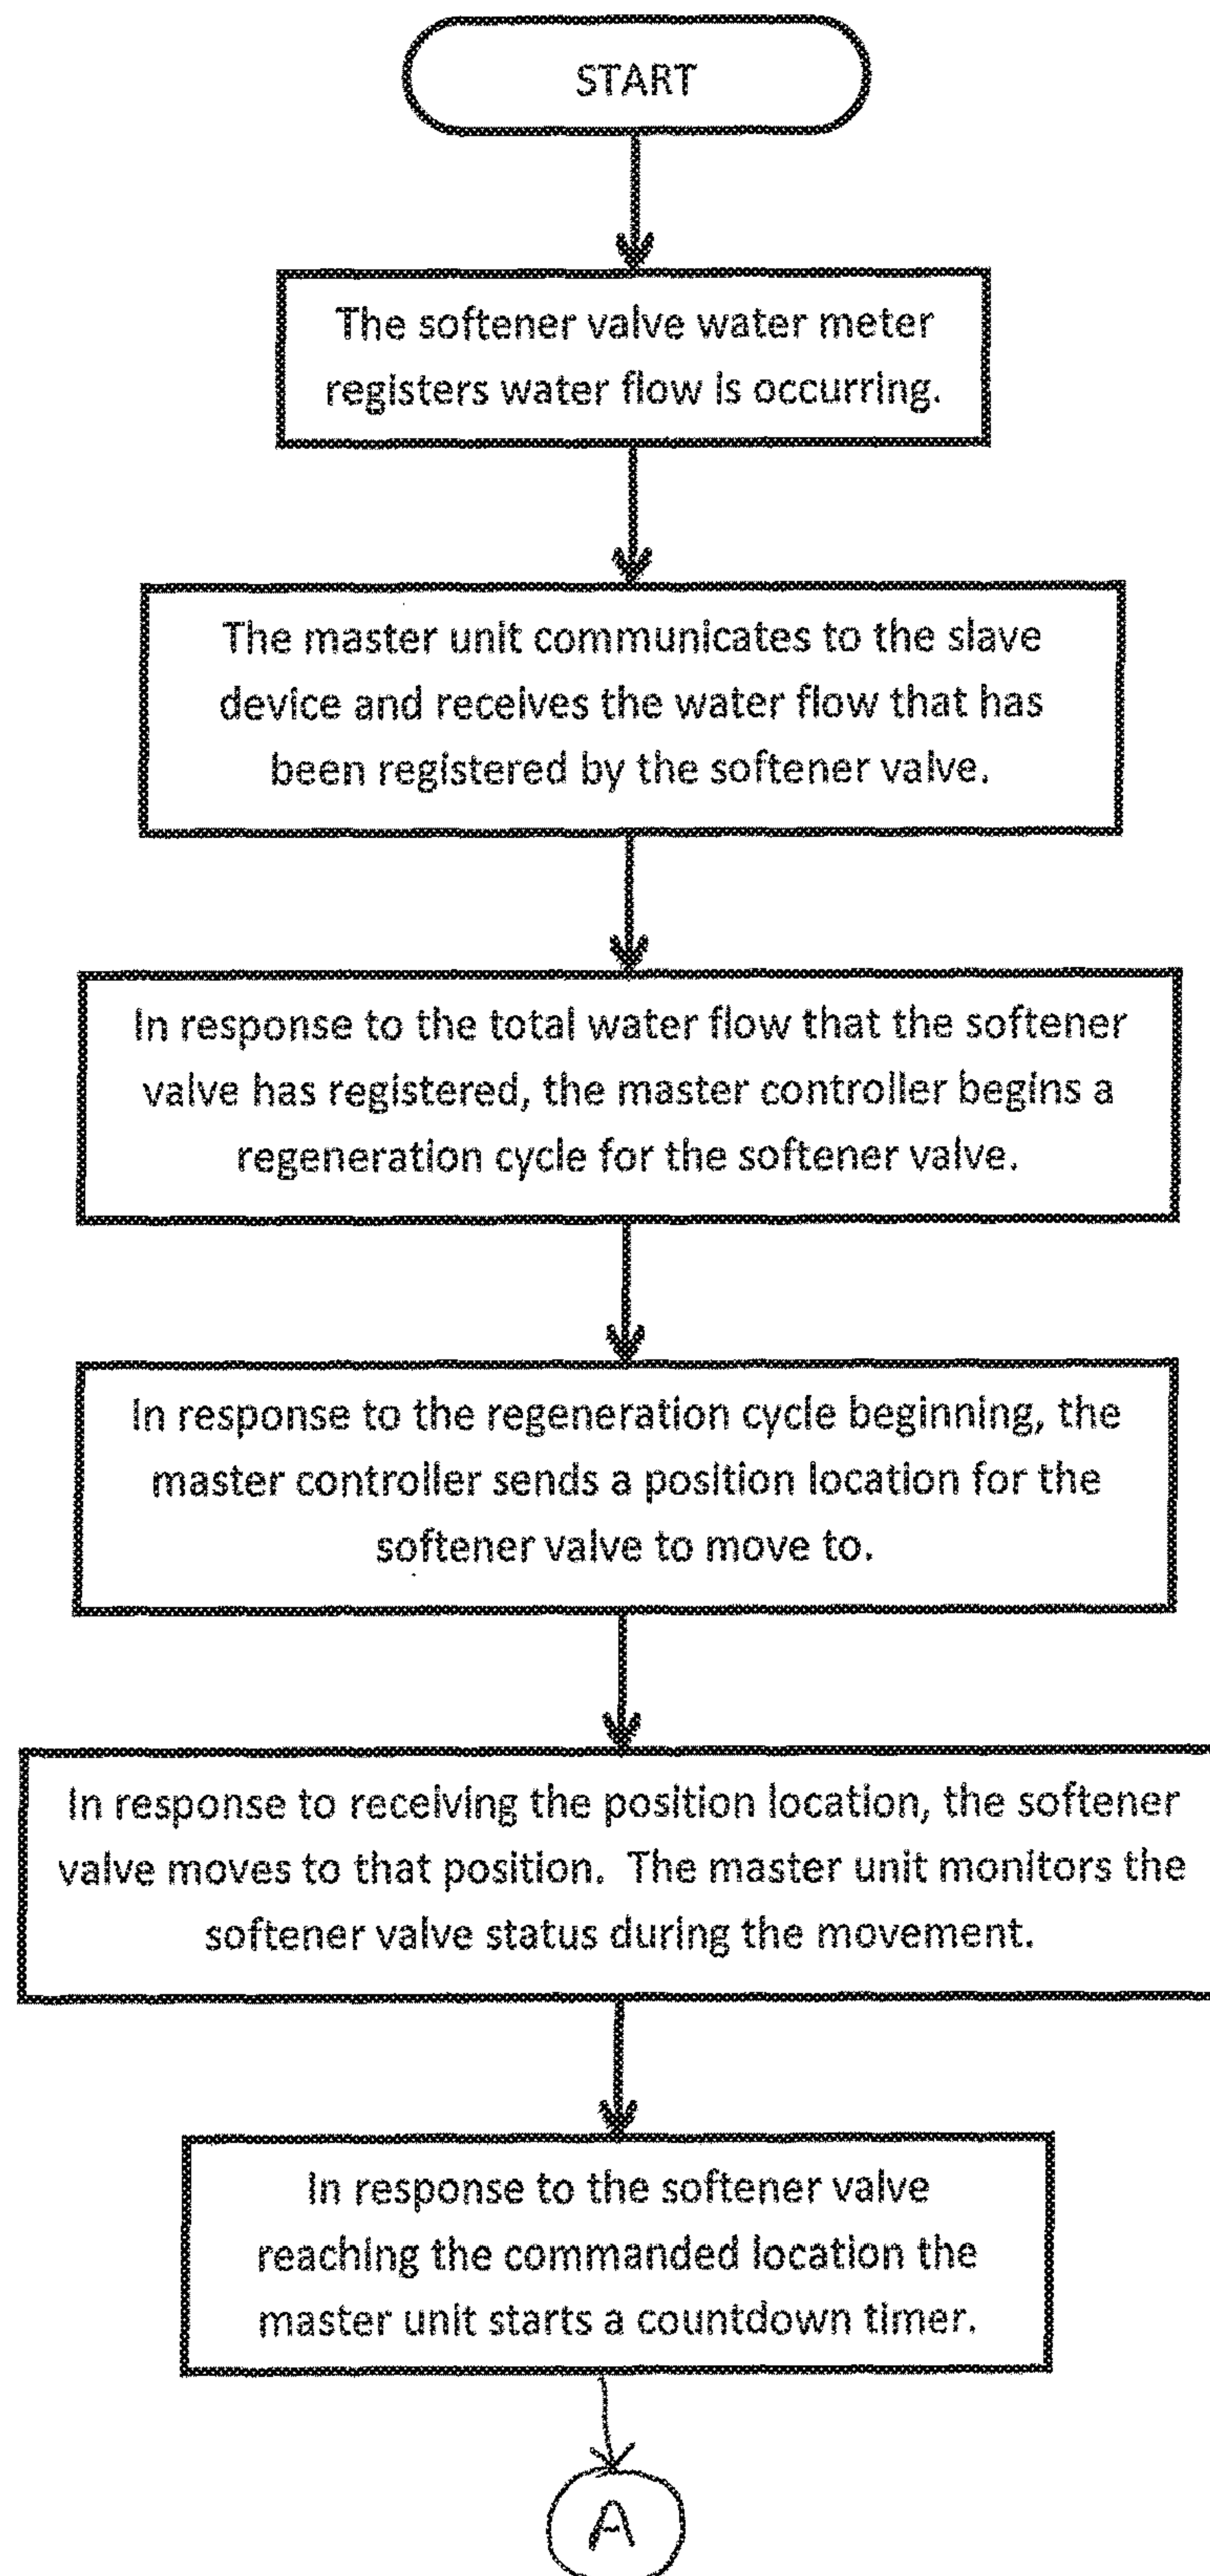 START
The softener valve water meter
registers water flow is occurring.
The master unit communicates to the slave
device and receives the water flow that has
been registered by the softener valve.
In response to the total water flow that the softener
valve has registered, the master controller begins a
regeneration cycle for the softener valve.
In response to the regeneration cycle beginning, the
master controller sends a position location for the
softener valve to move to.
In response to receiving the position location, the softener
valve moves to that position. The master unit monitors the
softener valve status during the movement.
In response to the softener valve
reaching the commanded location the
master unit starts a countdown timer.
A